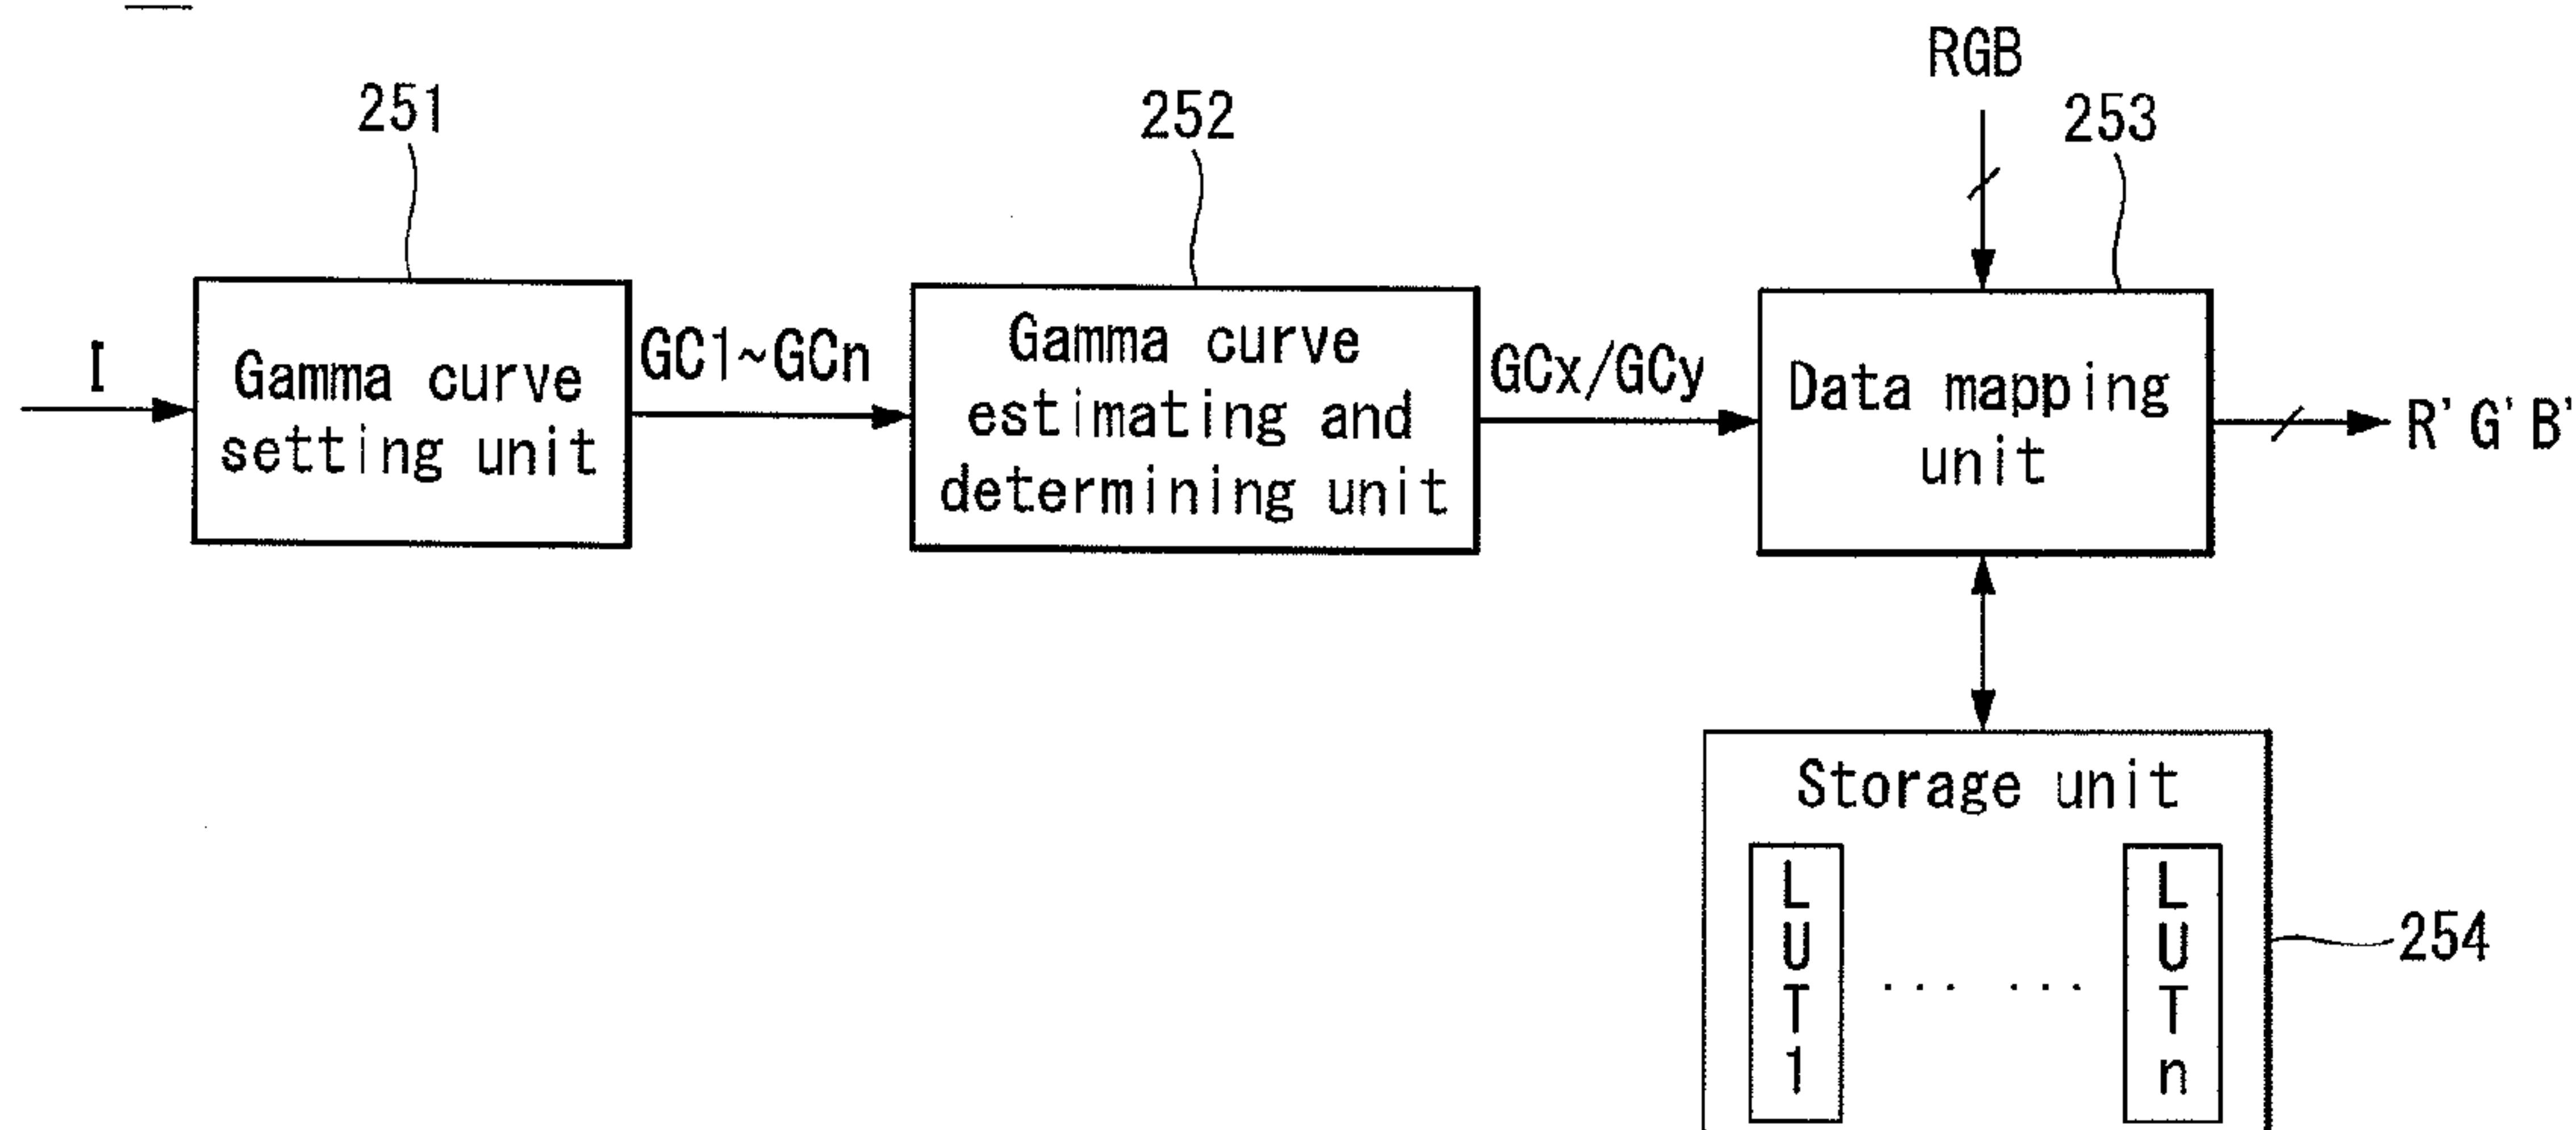 RGB
251
252
253
I
Gamma curve
setting unit
GC1~GCn
Gamma curve
estimating and
determining unit
GCx/GCy
Data mapping
unit
R'G'B'
Storage unit
LUT1
... ...
LUTn
254